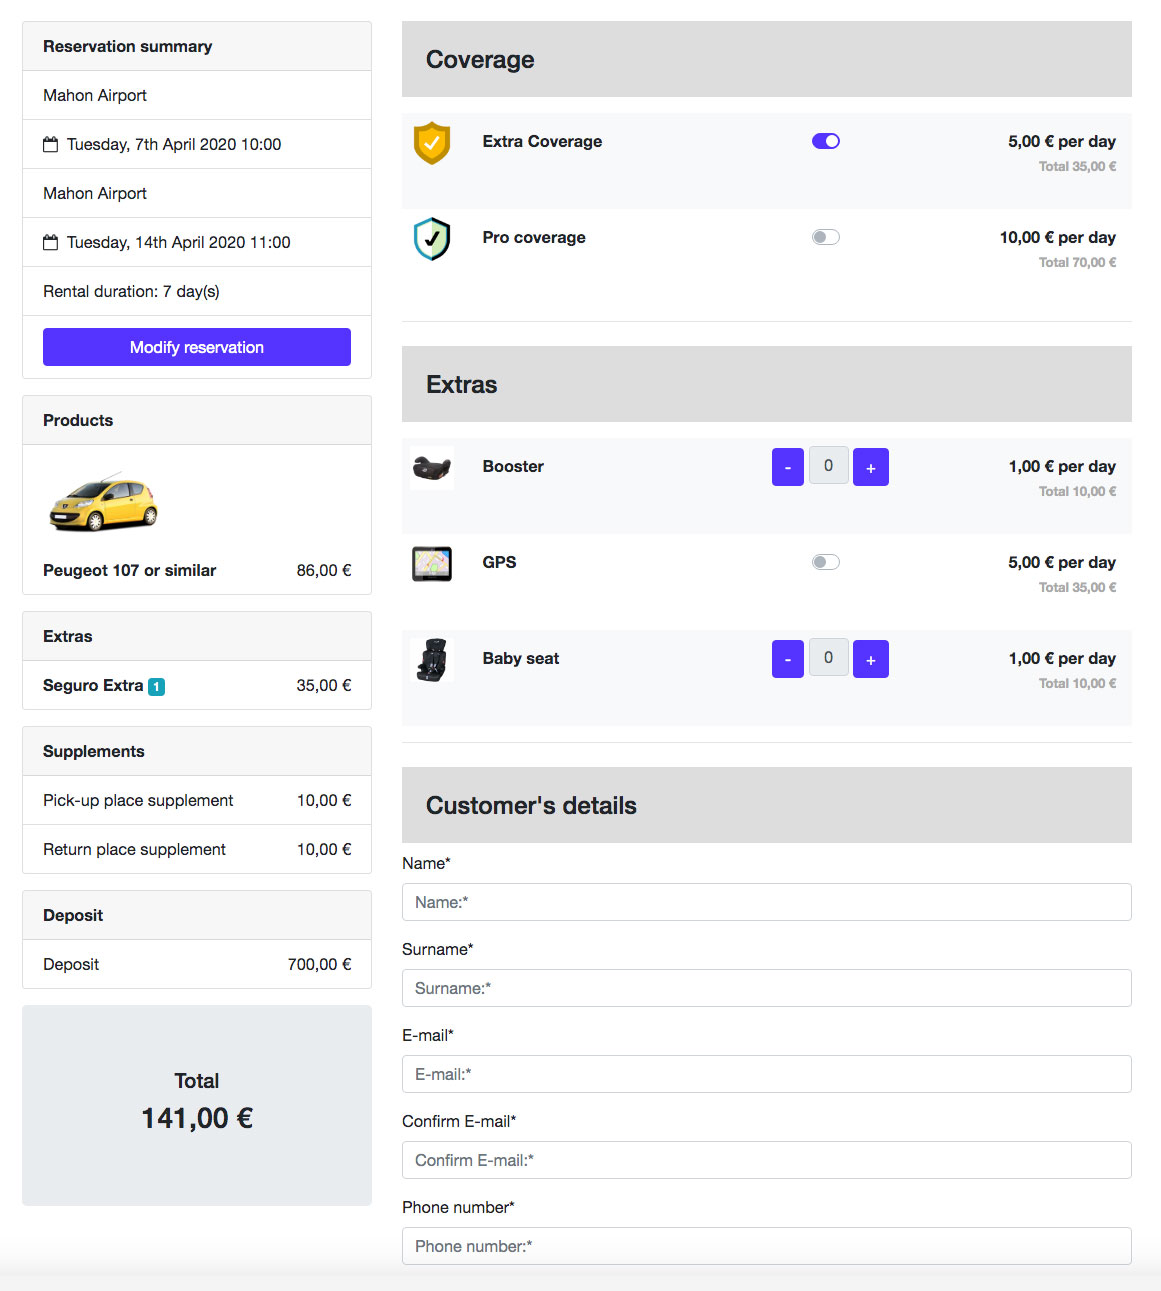 Reservation summary
Mahon Airport
Tuesday, 7th April 2020 10:00
Mahon Airport
Tuesday, 14th April 2020 11:00
Rental duration: 7 day(s)
Modify reservation
Products
Peugeot 107 or similar 86,00 €
Extras
Seguro Extra 1 35,00 €
Supplements
Pick-up place supplement 10,00 €
Return place supplement 10,00 €
Deposit
Deposit 700,00 €
Total
141,00 €
Coverage
Extra Coverage 5,00 € per day
Total 35,00 €
Pro coverage 10,00 € per day
Total 70,00 €
Extras
Booster - 0 + 1,00 € per day
Total 10,00 €
GPS 5,00 € per day
Total 35,00 €
Baby seat - 0 + 1,00 € per day
Total 10,00 €
Customer's details
Name*
Name:*
Surname*
Surname:*
E-mail*
E-mail:*
Confirm E-mail*
Confirm E-mail:*
Phone number*
Phone number:*